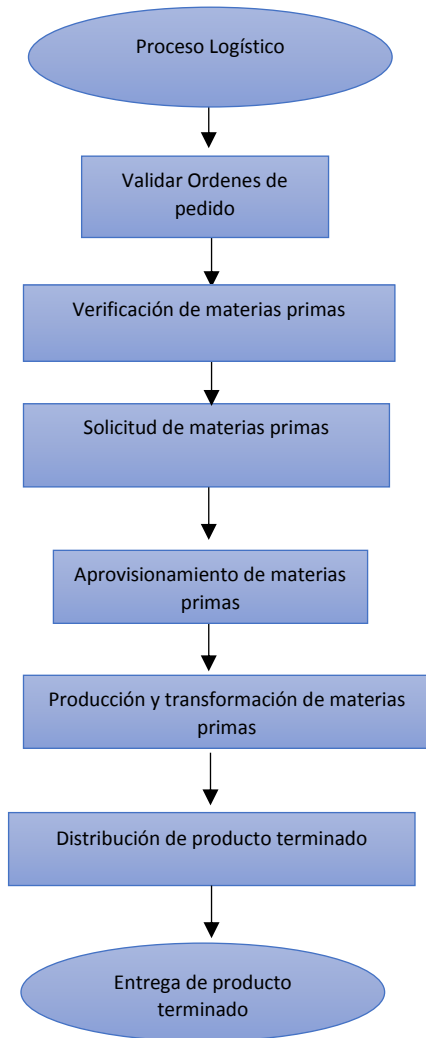 Proceso Logístico
Validar Ordenes de
pedido
Verificación de materias primas
Solicitud de materias primas
Aprovisionamiento de materias
primas
Producción y transformación de materias
primas
Distribución de producto terminado
Entrega de producto
terminado